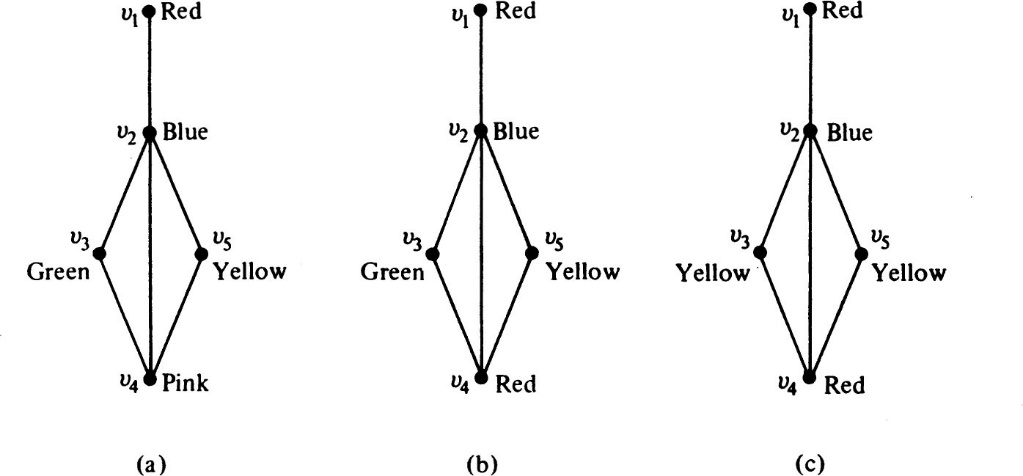 v1 Red
v2 Blue
v3
Green
v5
Yellow
v4 Pink
(a)
v1 Red
v2 Blue
v3
Green
v5
Yellow
v4 Red
(b)
v1 Red
v2 Blue
v3
Yellow
v5
Yellow
v4 Red
(c)